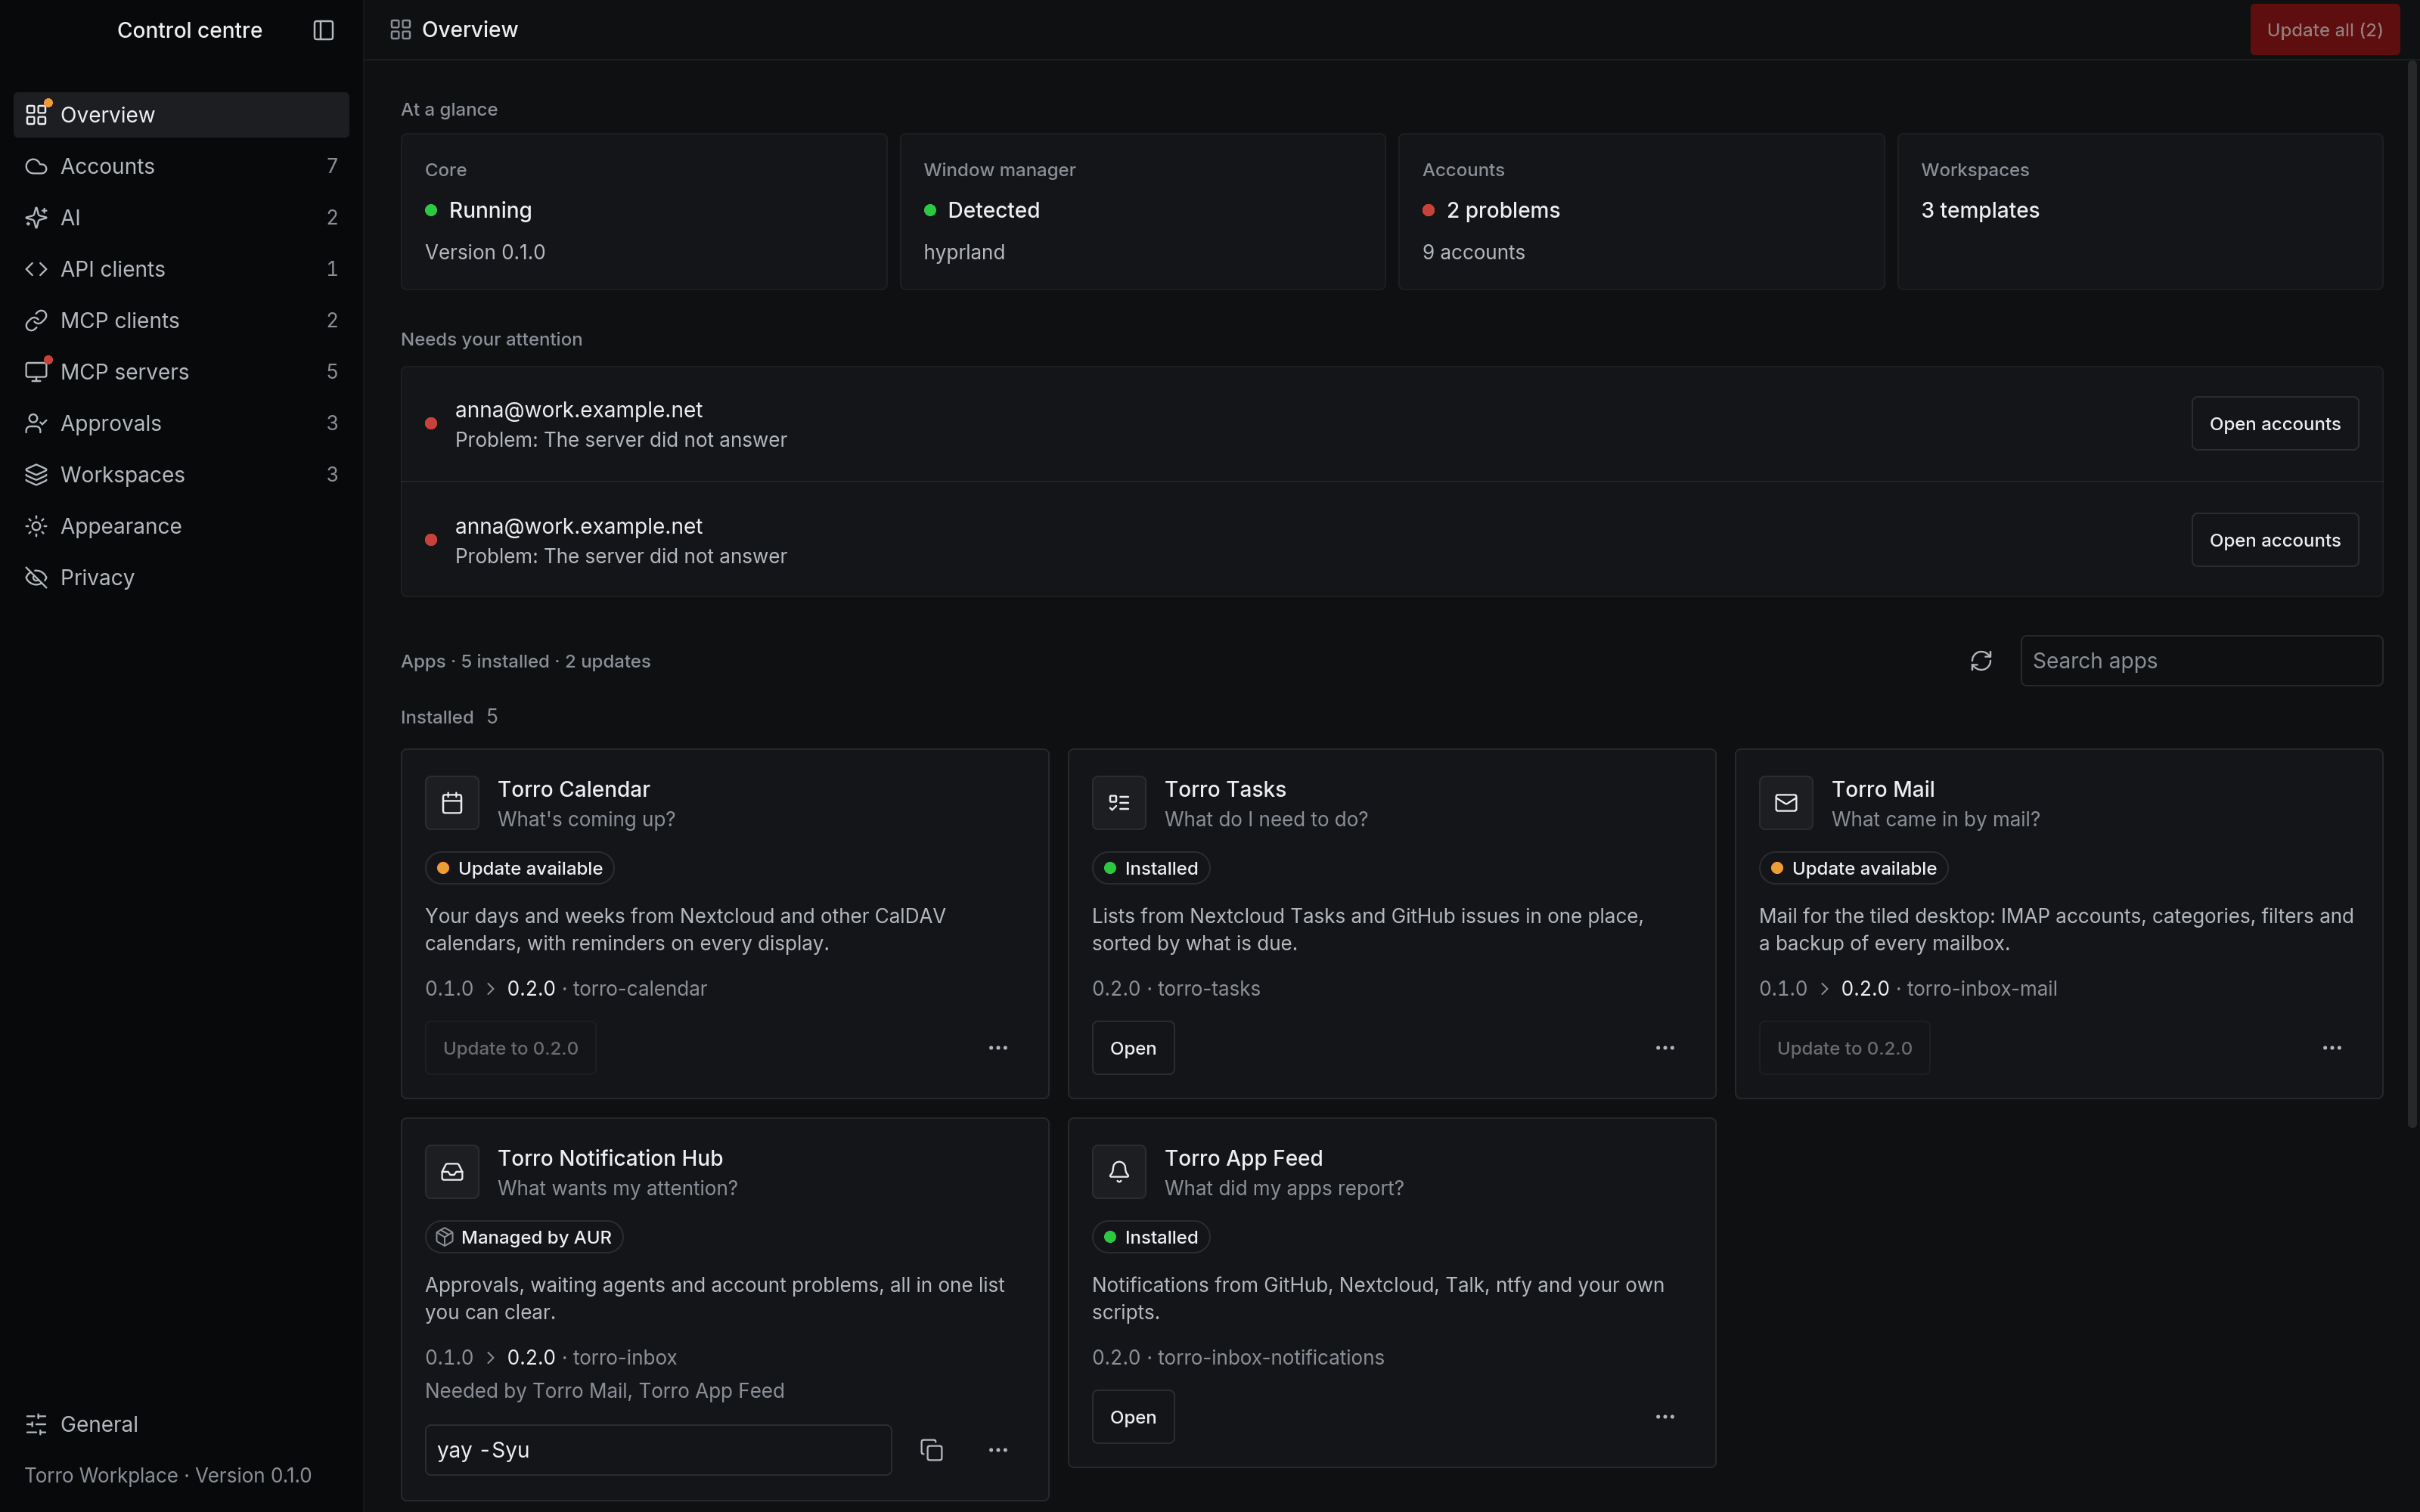 Control centre
Overview
Accounts 7
AI 2
API clients 1
MCP clients 2
MCP servers 5
Approvals 3
Workspaces 3
Appearance
Privacy
General
Torro Workplace · Version 0.1.0
Overview
Update all (2)
At a glance
Core
Running
Version 0.1.0
Window manager
Detected
hyprland
Accounts
2 problems
9 accounts
Workspaces
3 templates
Needs your attention
anna@work.example.net
Problem: The server did not answer
Open accounts
anna@work.example.net
Problem: The server did not answer
Open accounts
Apps · 5 installed · 2 updates
Search apps
Installed 5
Torro Calendar
What's coming up?
Update available
Your days and weeks from Nextcloud and other CalDAV
calendars, with reminders on every display.
0.1.0 > 0.2.0 · torro-calendar
Update to 0.2.0
Torro Tasks
What do I need to do?
Installed
Lists from Nextcloud Tasks and GitHub issues in one place,
sorted by what is due.
0.2.0 · torro-tasks
Open
Torro Mail
What came in by mail?
Update available
Mail for the tiled desktop: IMAP accounts, categories, filters and
a backup of every mailbox.
0.1.0 > 0.2.0 · torro-inbox-mail
Update to 0.2.0
Torro Notification Hub
What wants my attention?
Managed by AUR
Approvals, waiting agents and account problems, all in one list
you can clear.
0.1.0 > 0.2.0 · torro-inbox
Needed by Torro Mail, Torro App Feed
yay -Syu
Torro App Feed
What did my apps report?
Installed
Notifications from GitHub, Nextcloud, Talk, ntfy and your own
scripts.
0.2.0 · torro-inbox-notifications
Open